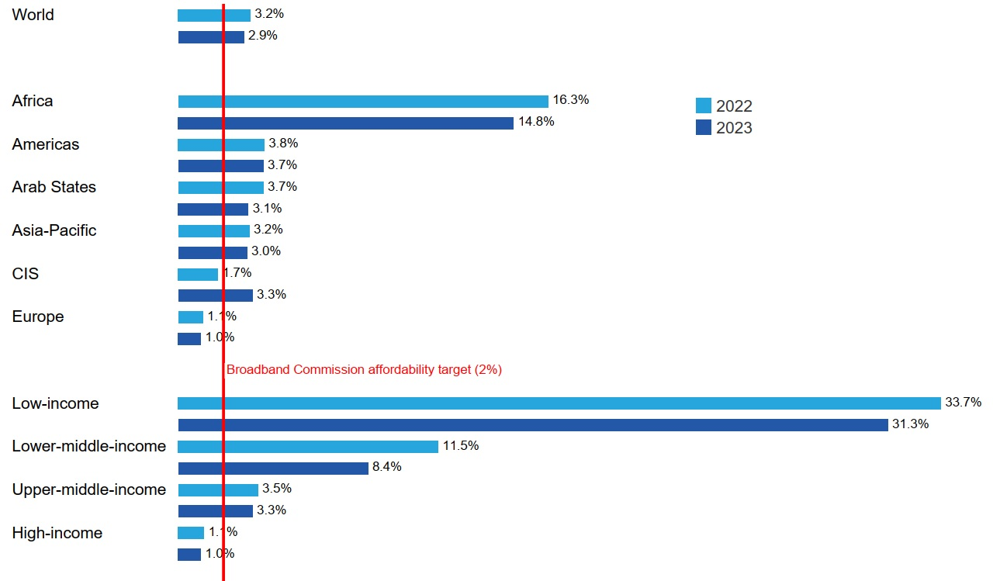 World
3.2%
2.9%
Africa
16.3%
14.8%
2022
2023
Americas
3.8%
3.7%
Arab States
3.7%
3.1%
Asia-Pacific
3.2%
3.0%
CIS
1.7%
3.3%
Europe
1.1%
1.0%
Broadband Commission affordability target (2%)
Low-income
33.7%
31.3%
Lower-middle-income
11.5%
8.4%
Upper-middle-income
3.5%
3.3%
High-income
1.1%
1.0%